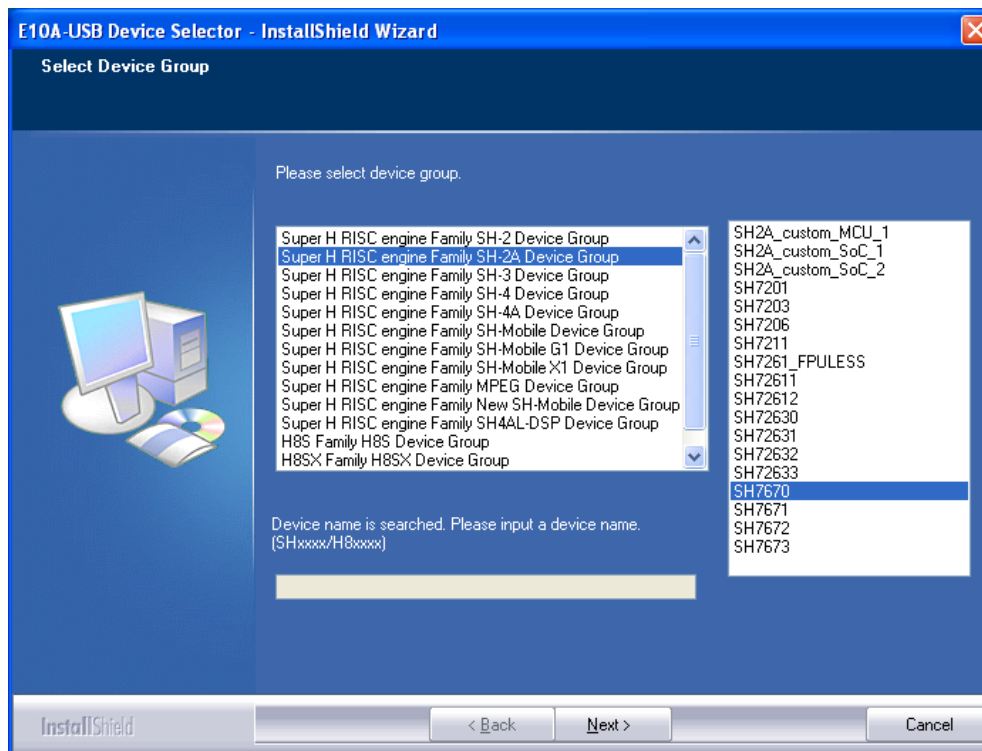 E10A-USB Device Selector - InstallShield Wizard
Select Device Group
Please select device group.
Super H RISC engine Family SH-2 Device Group
Super H RISC engine Family SH-2A Device Group
Super H RISC engine Family SH-3 Device Group
Super H RISC engine Family SH-4 Device Group
Super H RISC engine Family SH-4A Device Group
Super H RISC engine Family SH-Mobile Device Group
Super H RISC engine Family SH-Mobile G1 Device Group
Super H RISC engine Family SH-Mobile X1 Device Group
Super H RISC engine Family MPEG Device Group
Super H RISC engine Family New SH-Mobile Device Group
Super H RISC engine Family SH4AL-DSP Device Group
H8S Family H8S Device Group
H8SX Family H8SX Device Group
SH2A_custom_MCU_1
SH2A_custom_SoC_1
SH2A_custom_SoC_2
SH7201
SH7203
SH7206
SH7211
SH7261_FPULESS
SH72611
SH72612
SH72630
SH72631
SH72632
SH72633
SH7670
SH7671
SH7672
SH7673
Device name is searched. Please input a device name.
(SHxxxx/H8xxxx)
InstallShield
< Back
Next >
Cancel